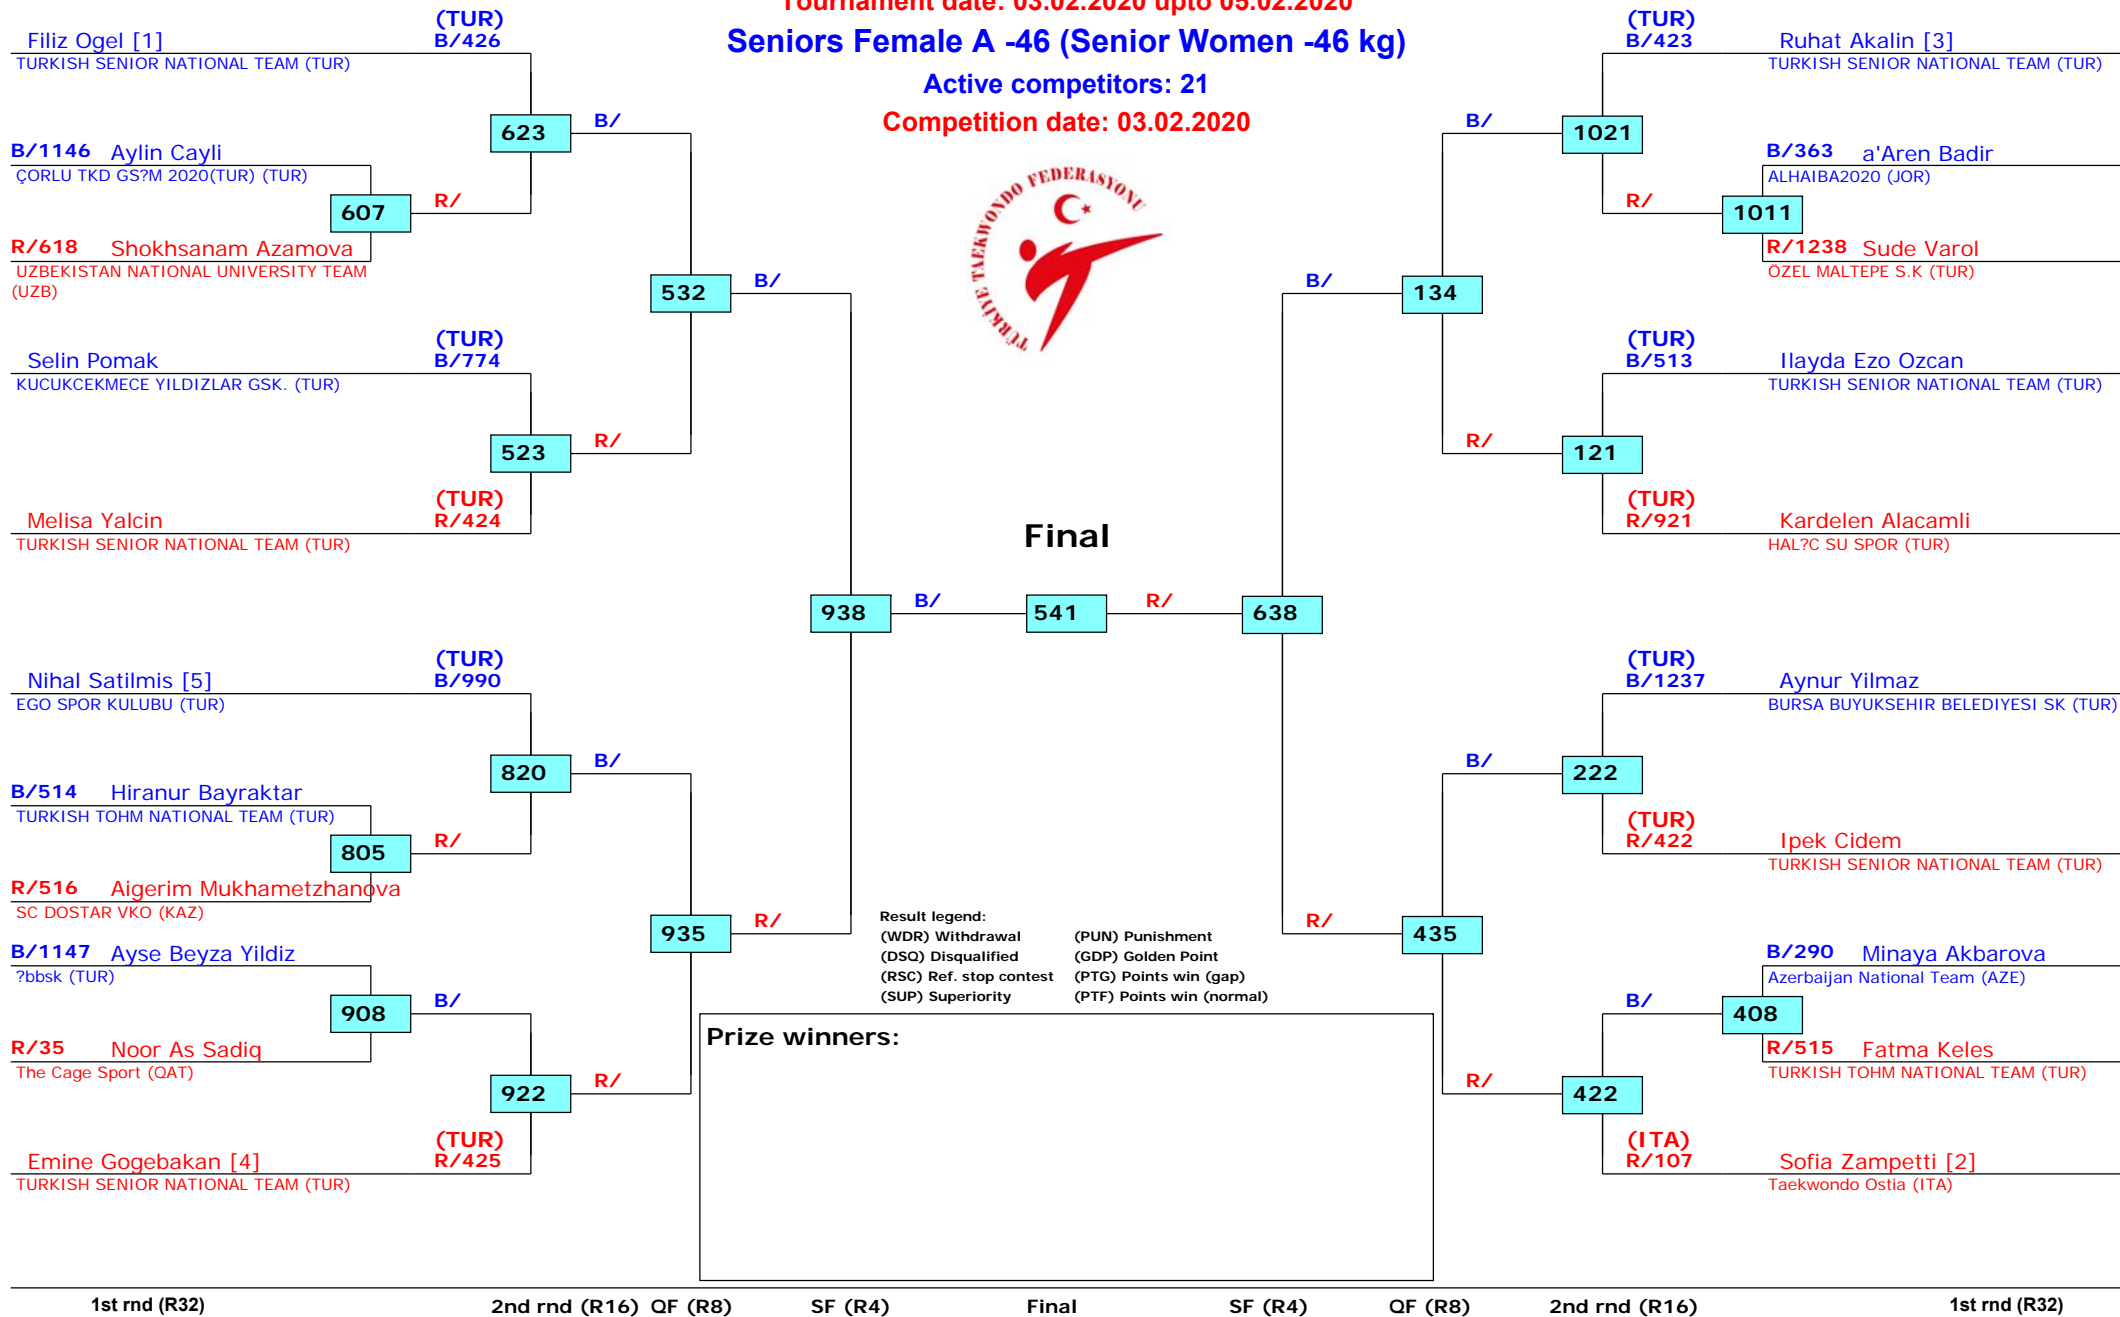 Tournament date: 03.02.2020 upto 05.02.2020
Seniors Female A -46 (Senior Women -46 kg)
Active competitors: 21
Competition date: 03.02.2020
TÜRKİYE TAEKWONDO FEDERASYONU
(TUR)
Filiz Ogel [1] B/426
TURKISH SENIOR NATIONAL TEAM (TUR)
623 B/
B/1146 Aylin Cayli
ÇORLU TKD GS?M 2020(TUR) (TUR)
607 R/
R/618 Shokhsanam Azamova
UZBEKISTAN NATIONAL UNIVERSITY TEAM
(UZB)
532 B/
(TUR)
Selin Pomak B/774
KUCUKCEKMECE YILDIZLAR GSK. (TUR)
523 R/
(TUR)
Melisa Yalcin R/424
TURKISH SENIOR NATIONAL TEAM (TUR)
938 B/
(TUR)
Nihal Satilmis [5] B/990
EGO SPOR KULUBU (TUR)
820 B/
B/514 Hiranur Bayraktar
TURKISH TOHM NATIONAL TEAM (TUR)
805 R/
R/516 Aigerim Mukhametzhanova
SC DOSTAR VKO (KAZ)
935 R/
B/1147 Ayse Beyza Yildiz
?bbsk (TUR)
908 B/
R/35 Noor As Sadiq
The Cage Sport (QAT)
922 R/
(TUR)
Emine Gogebakan [4] R/425
TURKISH SENIOR NATIONAL TEAM (TUR)
Final
541
(TUR)
B/423 Ruhat Akalin [3]
TURKISH SENIOR NATIONAL TEAM (TUR)
B/ 1021
B/363 a'Aren Badir
ALHAIBA2020 (JOR)
R/ 1011
R/1238 Sude Varol
ÖZEL MALTEPE S.K (TUR)
B/ 134
(TUR)
B/513 Ilayda Ezo Ozcan
TURKISH SENIOR NATIONAL TEAM (TUR)
R/ 121
(TUR)
R/921 Kardelen Alacamli
HAL?C SU SPOR (TUR)
R/ 638
(TUR)
B/1237 Aynur Yilmaz
BURSA BUYUKSEHIR BELEDIYESI SK (TUR)
B/ 222
(TUR)
R/422 Ipek Cidem
TURKISH SENIOR NATIONAL TEAM (TUR)
R/ 435
B/290 Minaya Akbarova
Azerbaijan National Team (AZE)
B/ 408
R/515 Fatma Keles
TURKISH TOHM NATIONAL TEAM (TUR)
R/ 422
(ITA)
R/107 Sofia Zampetti [2]
Taekwondo Ostia (ITA)
Result legend:
(WDR) Withdrawal (PUN) Punishment
(DSQ) Disqualified (GDP) Golden Point
(RSC) Ref. stop contest (PTG) Points win (gap)
(SUP) Superiority (PTF) Points win (normal)
Prize winners:
1st rnd (R32) 2nd rnd (R16) QF (R8) SF (R4) Final SF (R4) QF (R8) 2nd rnd (R16) 1st rnd (R32)